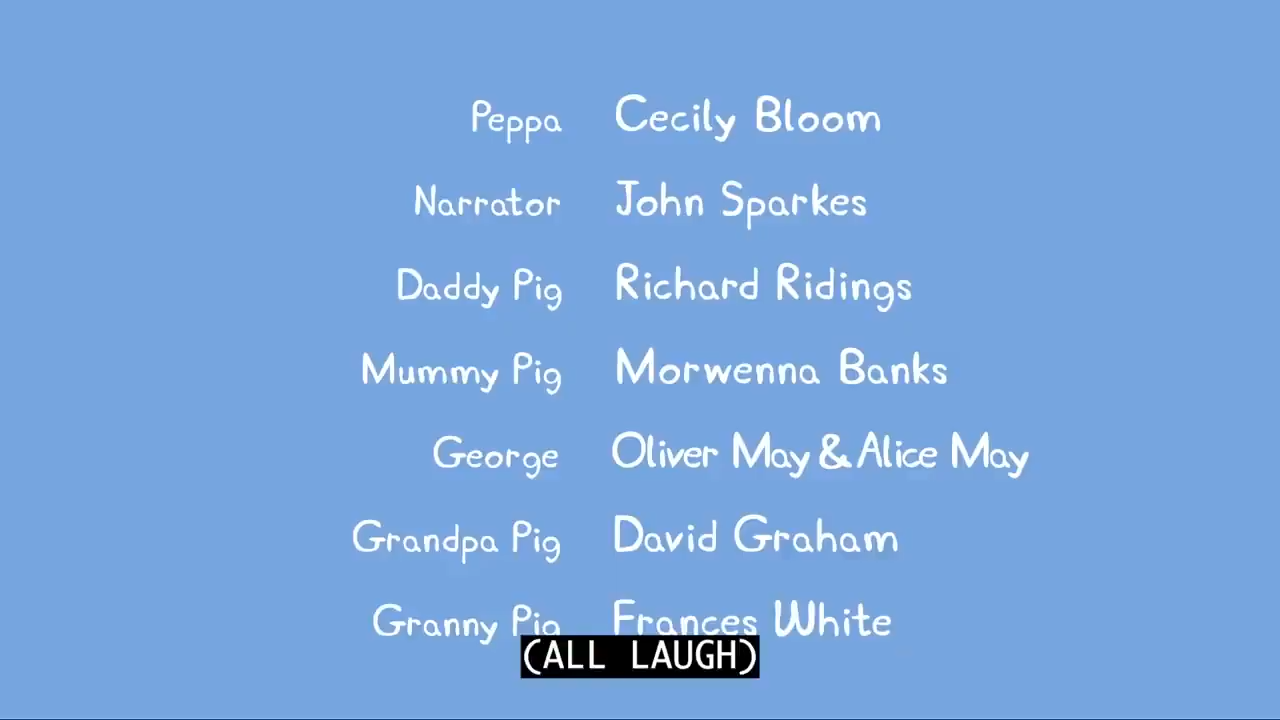 Peppa Cecily Bloom
Narrator John Sparkes
Daddy Pig Richard Ridings
Mummy Pig Morwenna Banks
George Oliver May & Alice May
Grandpa Pig David Graham
Granny Pig Frances White
(ALL LAUGH)